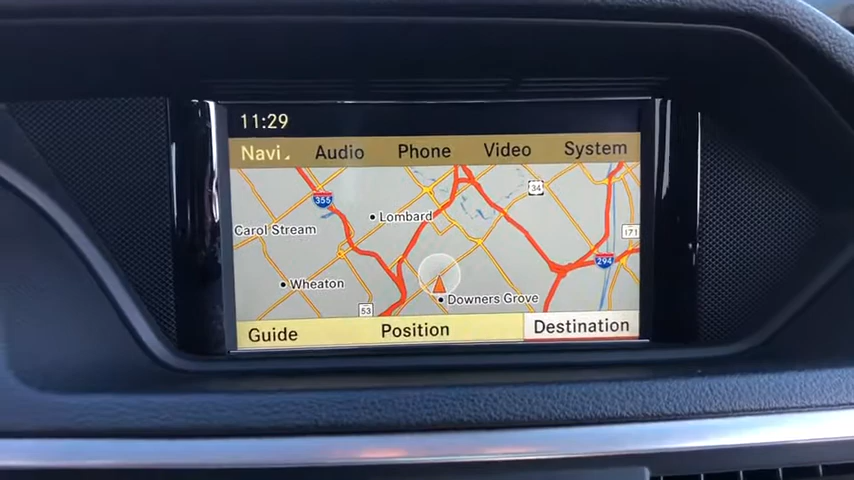 11:29
Navi Audio Phone Video System
34
355
Lombard
Carol Stream
171
294
Wheaton
Downers Grove
53
Guide Position Destination